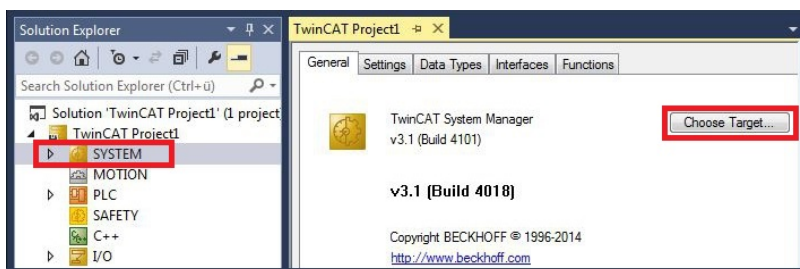 Solution Explorer
Search Solution Explorer (Ctrl+ü)
Solution 'TwinCAT Project1' (1 project
TwinCAT Project1
SYSTEM
MOTION
PLC
SAFETY
C++
I/O
TwinCAT Project1
General Settings Data Types Interfaces Functions
TwinCAT System Manager
v3.1 (Build 4101)
Choose Target...
v3.1 (Build 4018)
Copyright BECKHOFF © 1996-2014
http://www.beckhoff.com